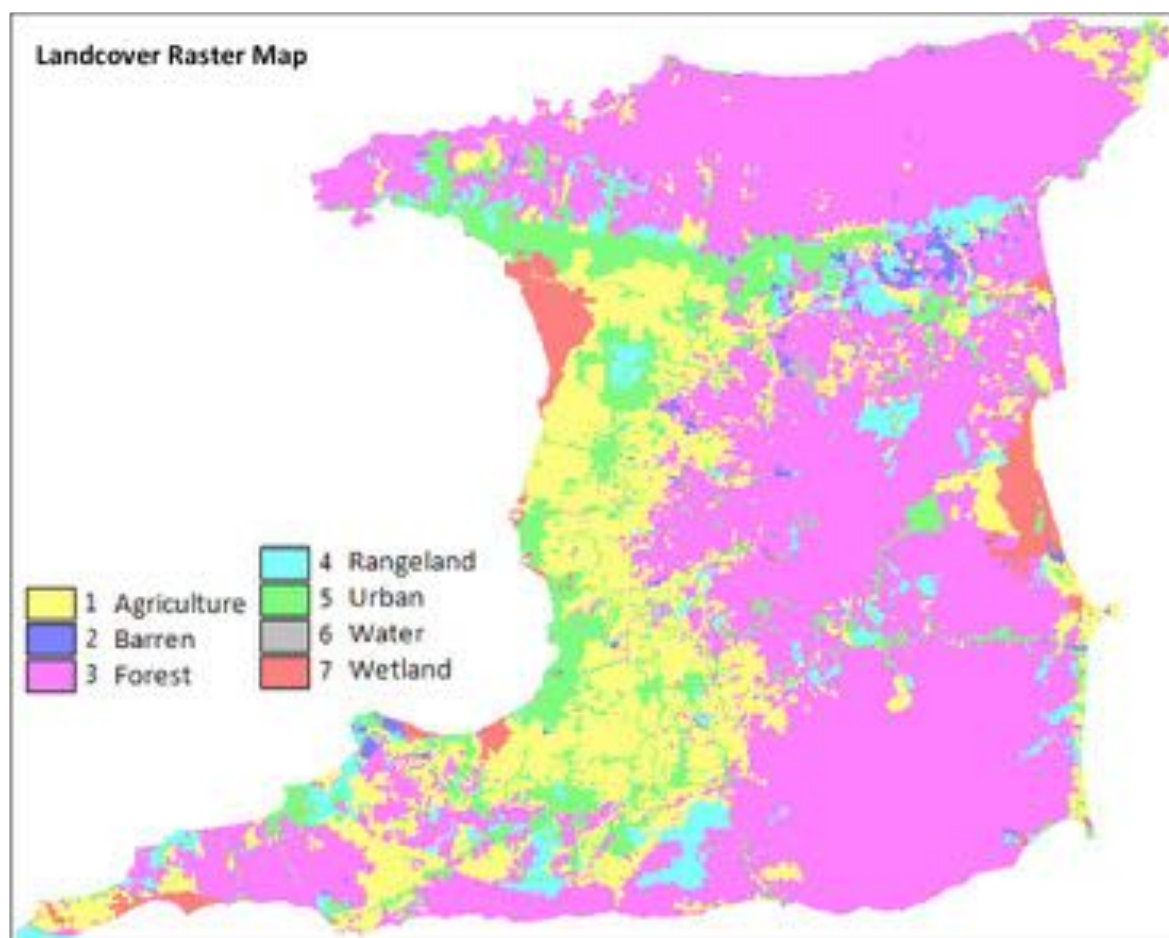 Landcover Raster Map
1 Agriculture
2 Barren
3 Forest
4 Rangeland
5 Urban
6 Water
7 Wetland